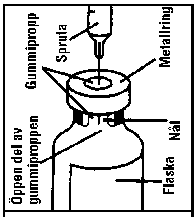 Gummipropp
Spruta
Metallring
Öppen del av
gummiproppen
Nål
Flaska